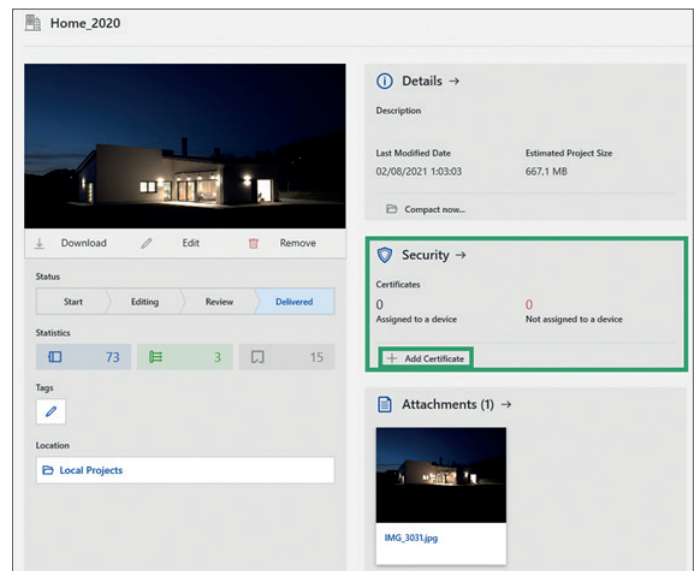 Home_2020
Download
Edit
Remove
Status
Start
Editing
Review
Delivered
Statistics
73
3
15
Tags
Location
Local Projects
Details →
Description
Last Modified Date
Estimated Project Size
02/08/2021 1:03:03
667,1 MB
Compact now...
Security →
Certificates
0
0
Assigned to a device
Not assigned to a device
+ Add Certificate
Attachments (1) →
IMG_3031.jpg